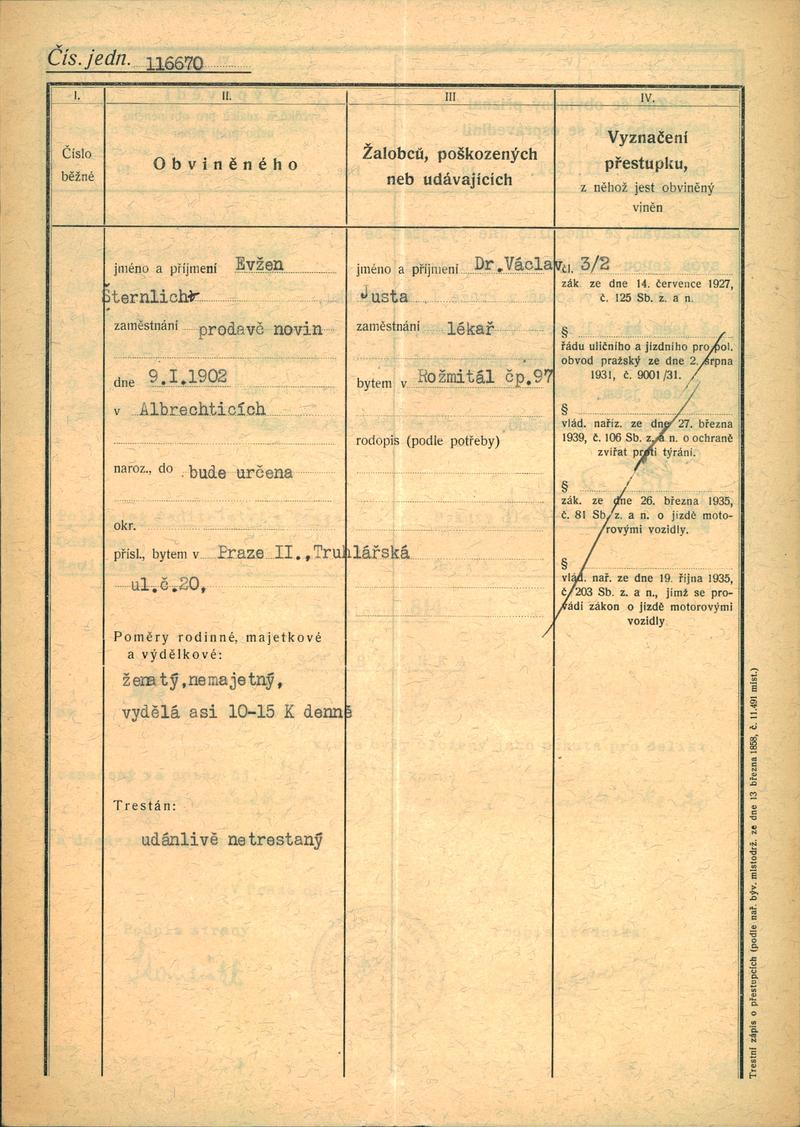 Čís. jedn. 116670
I.
Číslo
běžné
II.
Obviněného
III.
Žalobců, poškozených
neb udávajících
IV.
Vyznačení
přestupku,
z něhož jest obviněný
viněn
jméno a příjmení Evžen
Šternlicht
zaměstnání prodavč novin
dne 9.I.1902
v Albrechticích
naroz., do bude určena
okr.
přísl., bytem v Praze II.,Truhlářská
ul.č.20,
Poměry rodinné, majetkové
a výdělkové:
ženatý,nemajetný,
vydělá asi 10-15 K denně
Trestán:
udánlivě netrestaný
jméno a příjmení Dr.Václav
Justa
zaměstnání lékař
bytem v Rožmitál čp.97
rodopis (podle potřeby)
čl. 3/2
zák ze dne 14. července 1927,
č. 125 Sb. z. a n.
§
řádu uličního a jízdního pro pol.
obvod pražský ze dne 2. srpna
1931, č. 9001/31.
§
vlád. naříz. ze dne 27. března
1939, č. 106 Sb. z. a n. o ochraně
zvířat proti týrání.
§
zák. ze dne 26. března 1935,
č. 81 Sb. z. a n. o jízdě moto-
rovými vozidly.
§
vlád. nař. ze dne 19. října 1935,
č. 203 Sb. z. a n., jímž se pro-
vádí zákon o jízdě motorovými
vozidly
Trestní zápis o přestupcích (podle nař. býv. místodrž. ze dne 13 března 1858, č. 11.491 míst.)